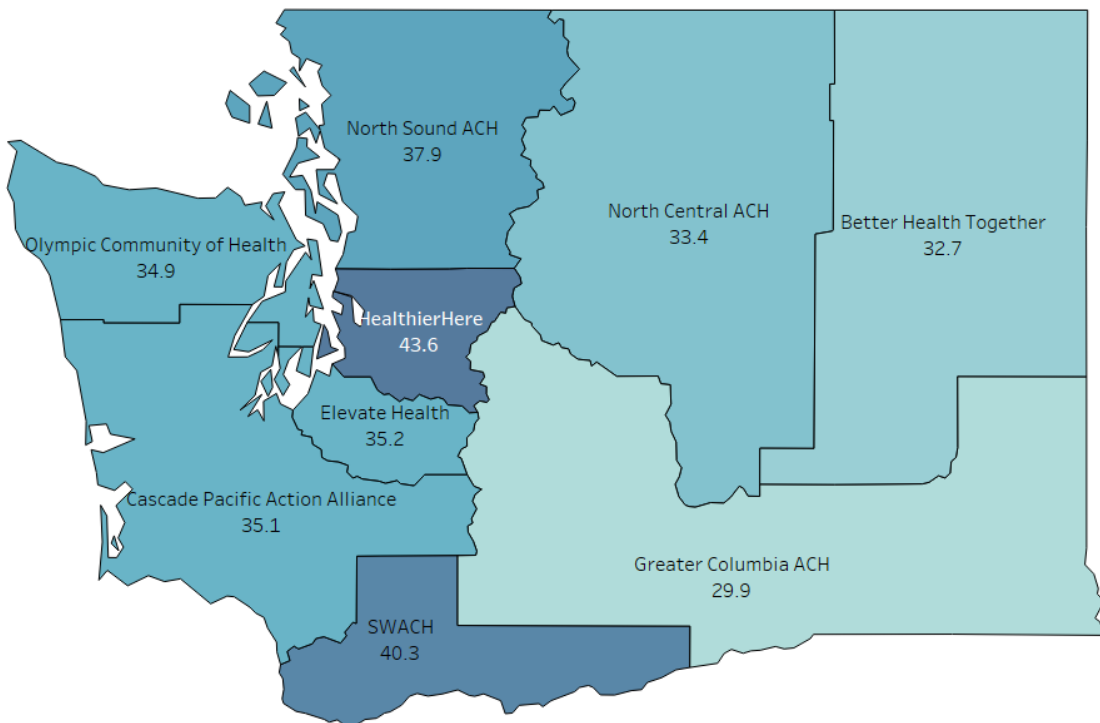 North Sound ACH
37.9
North Central ACH
33.4
Better Health Together
32.7
Olympic Community of Health
34.9
HealthierHere
43.6
Elevate Health
35.2
Cascade Pacific Action Alliance
35.1
Greater Columbia ACH
29.9
SWACH
40.3